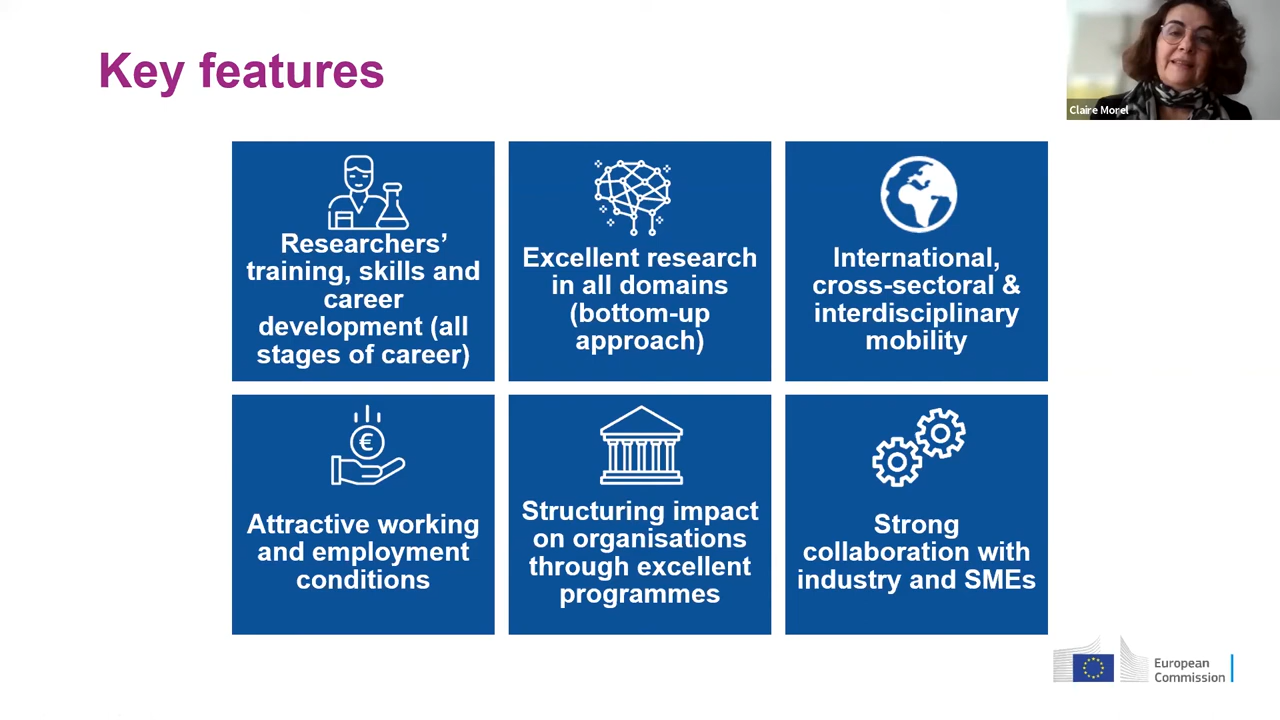 Key features
Claire Morel
Researchers’
training, skills and
career
development (all
stages of career)
Excellent research
in all domains
(bottom-up
approach)
International,
cross-sectoral &
interdisciplinary
mobility
€
Attractive working
and employment
conditions
Structuring impact
on organisations
through excellent
programmes
Strong
collaboration with
industry and SMEs
European
Commission